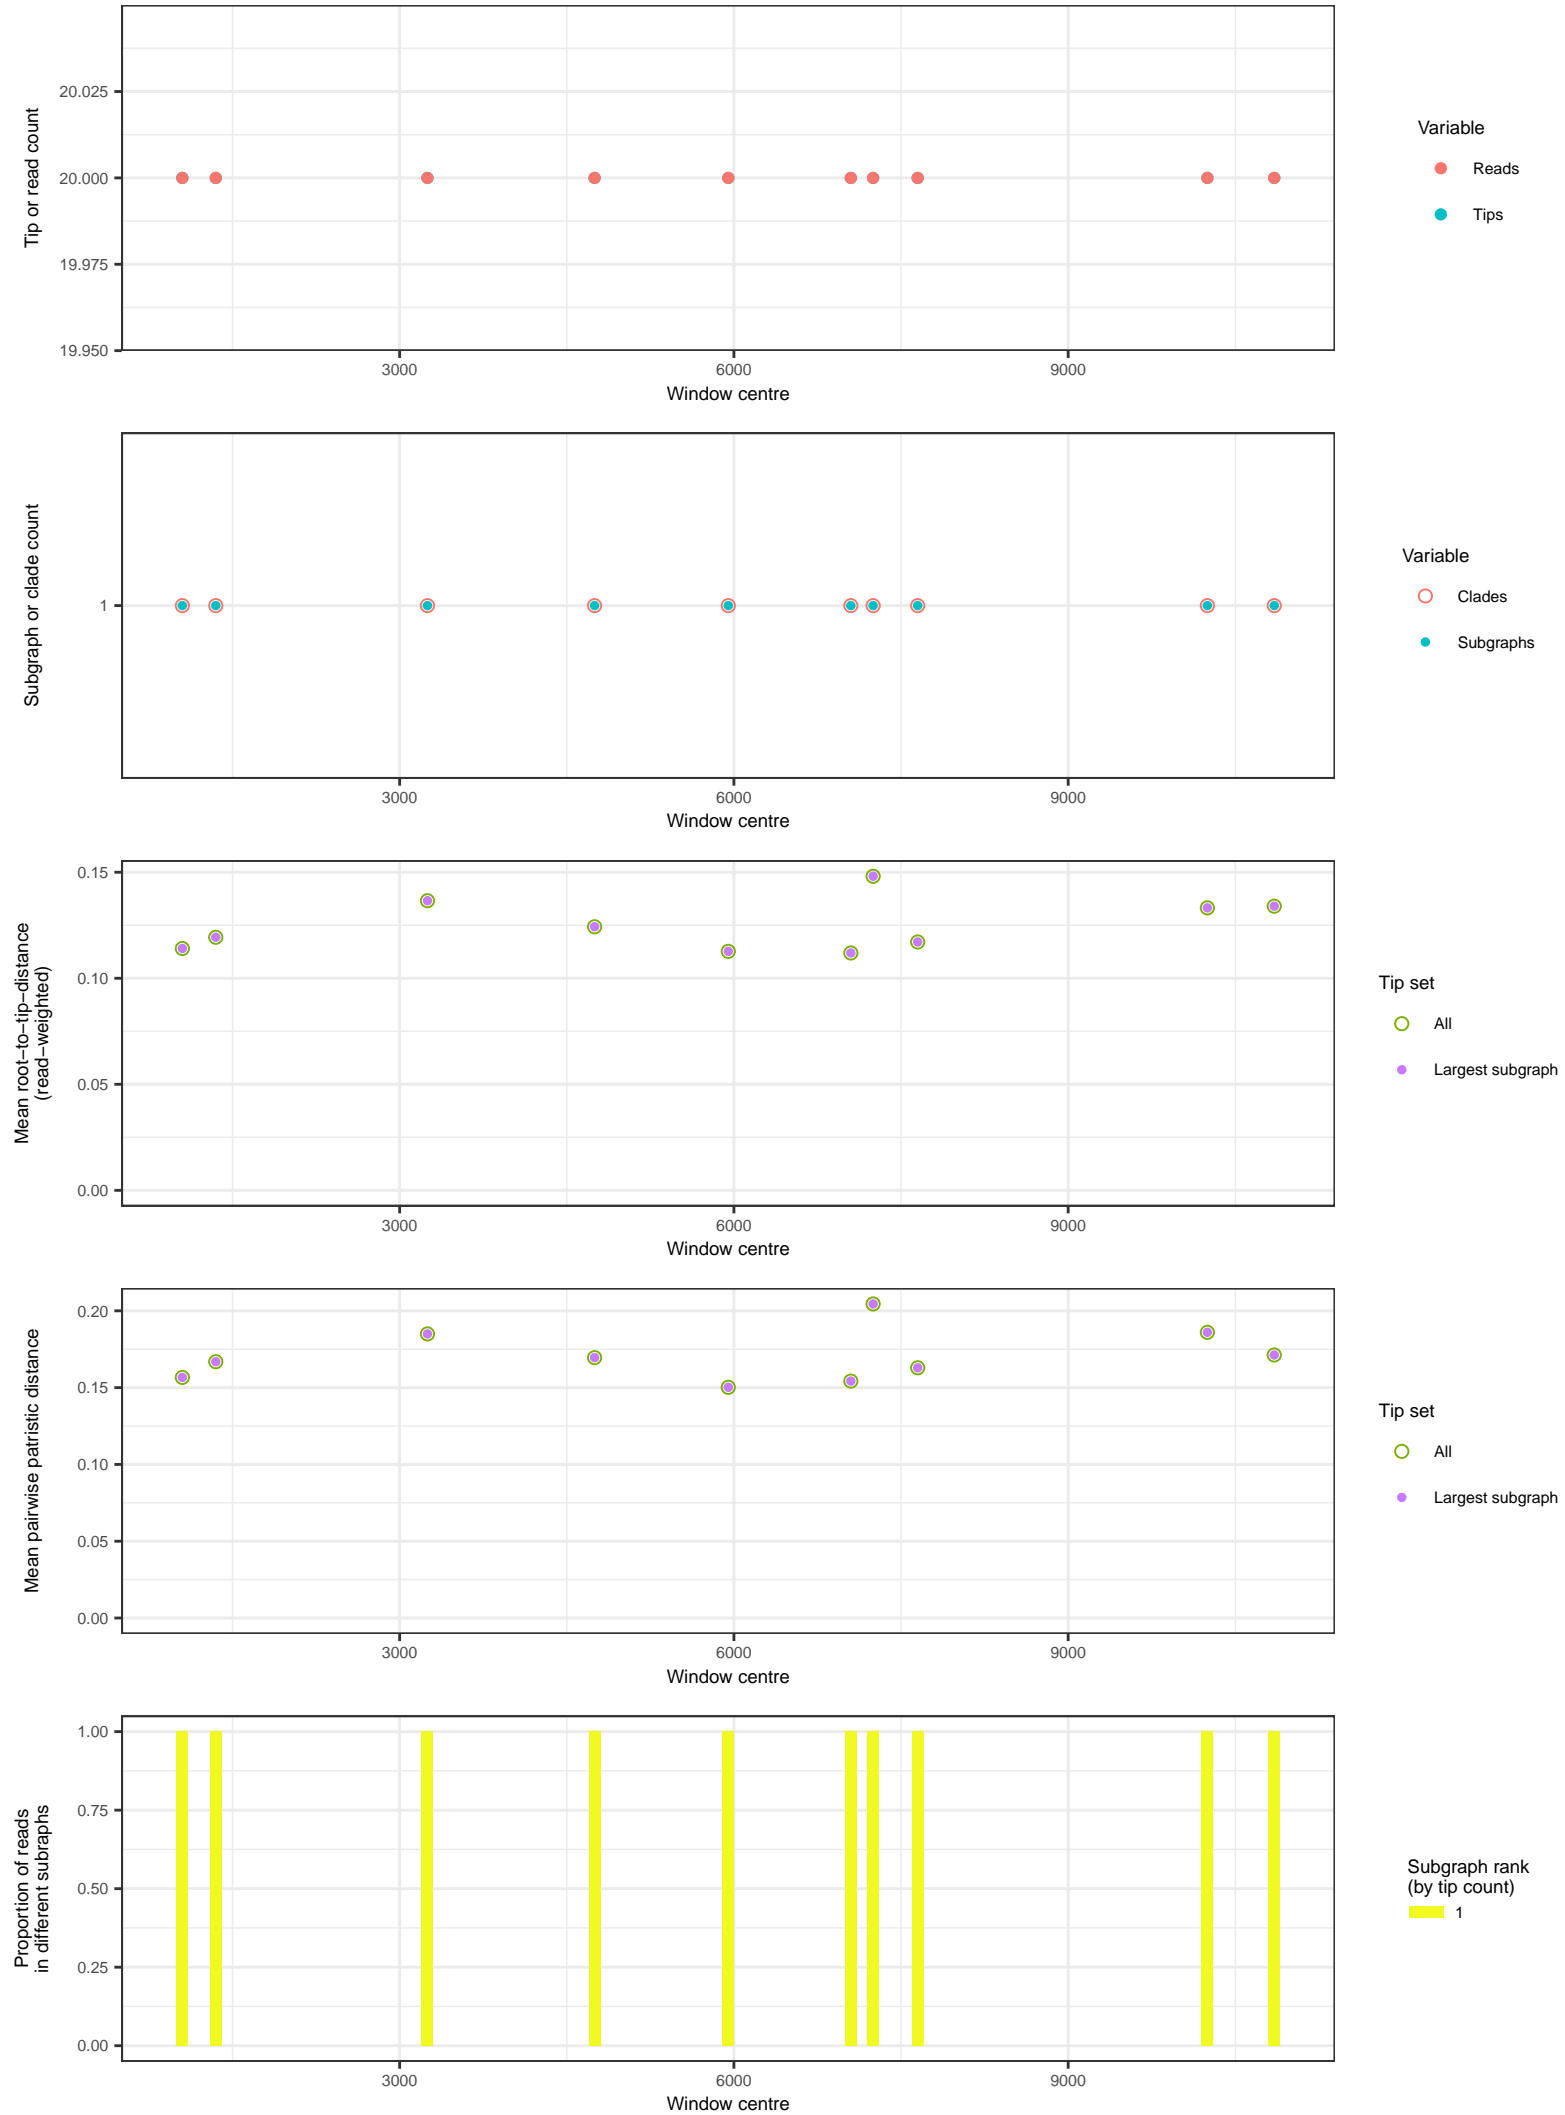 20.025
20.000
19.975
19.950
Tip or read count
3000
6000
9000
Window centre
Variable
Reads
Tips
1
Subgraph or clade count
3000
6000
9000
Window centre
Variable
Clades
Subgraphs
0.15
0.10
0.05
0.00
Mean root−to−tip−distance
(read−weighted)
3000
6000
9000
Window centre
Tip set
All
Largest subgraph
0.20
0.15
0.10
0.05
0.00
Mean pairwise patristic distance
3000
6000
9000
Window centre
Tip set
All
Largest subgraph
1.00
0.75
0.50
0.25
0.00
Proportion of reads
in different subraphs
3000
6000
9000
Window centre
Subgraph rank
(by tip count)
1